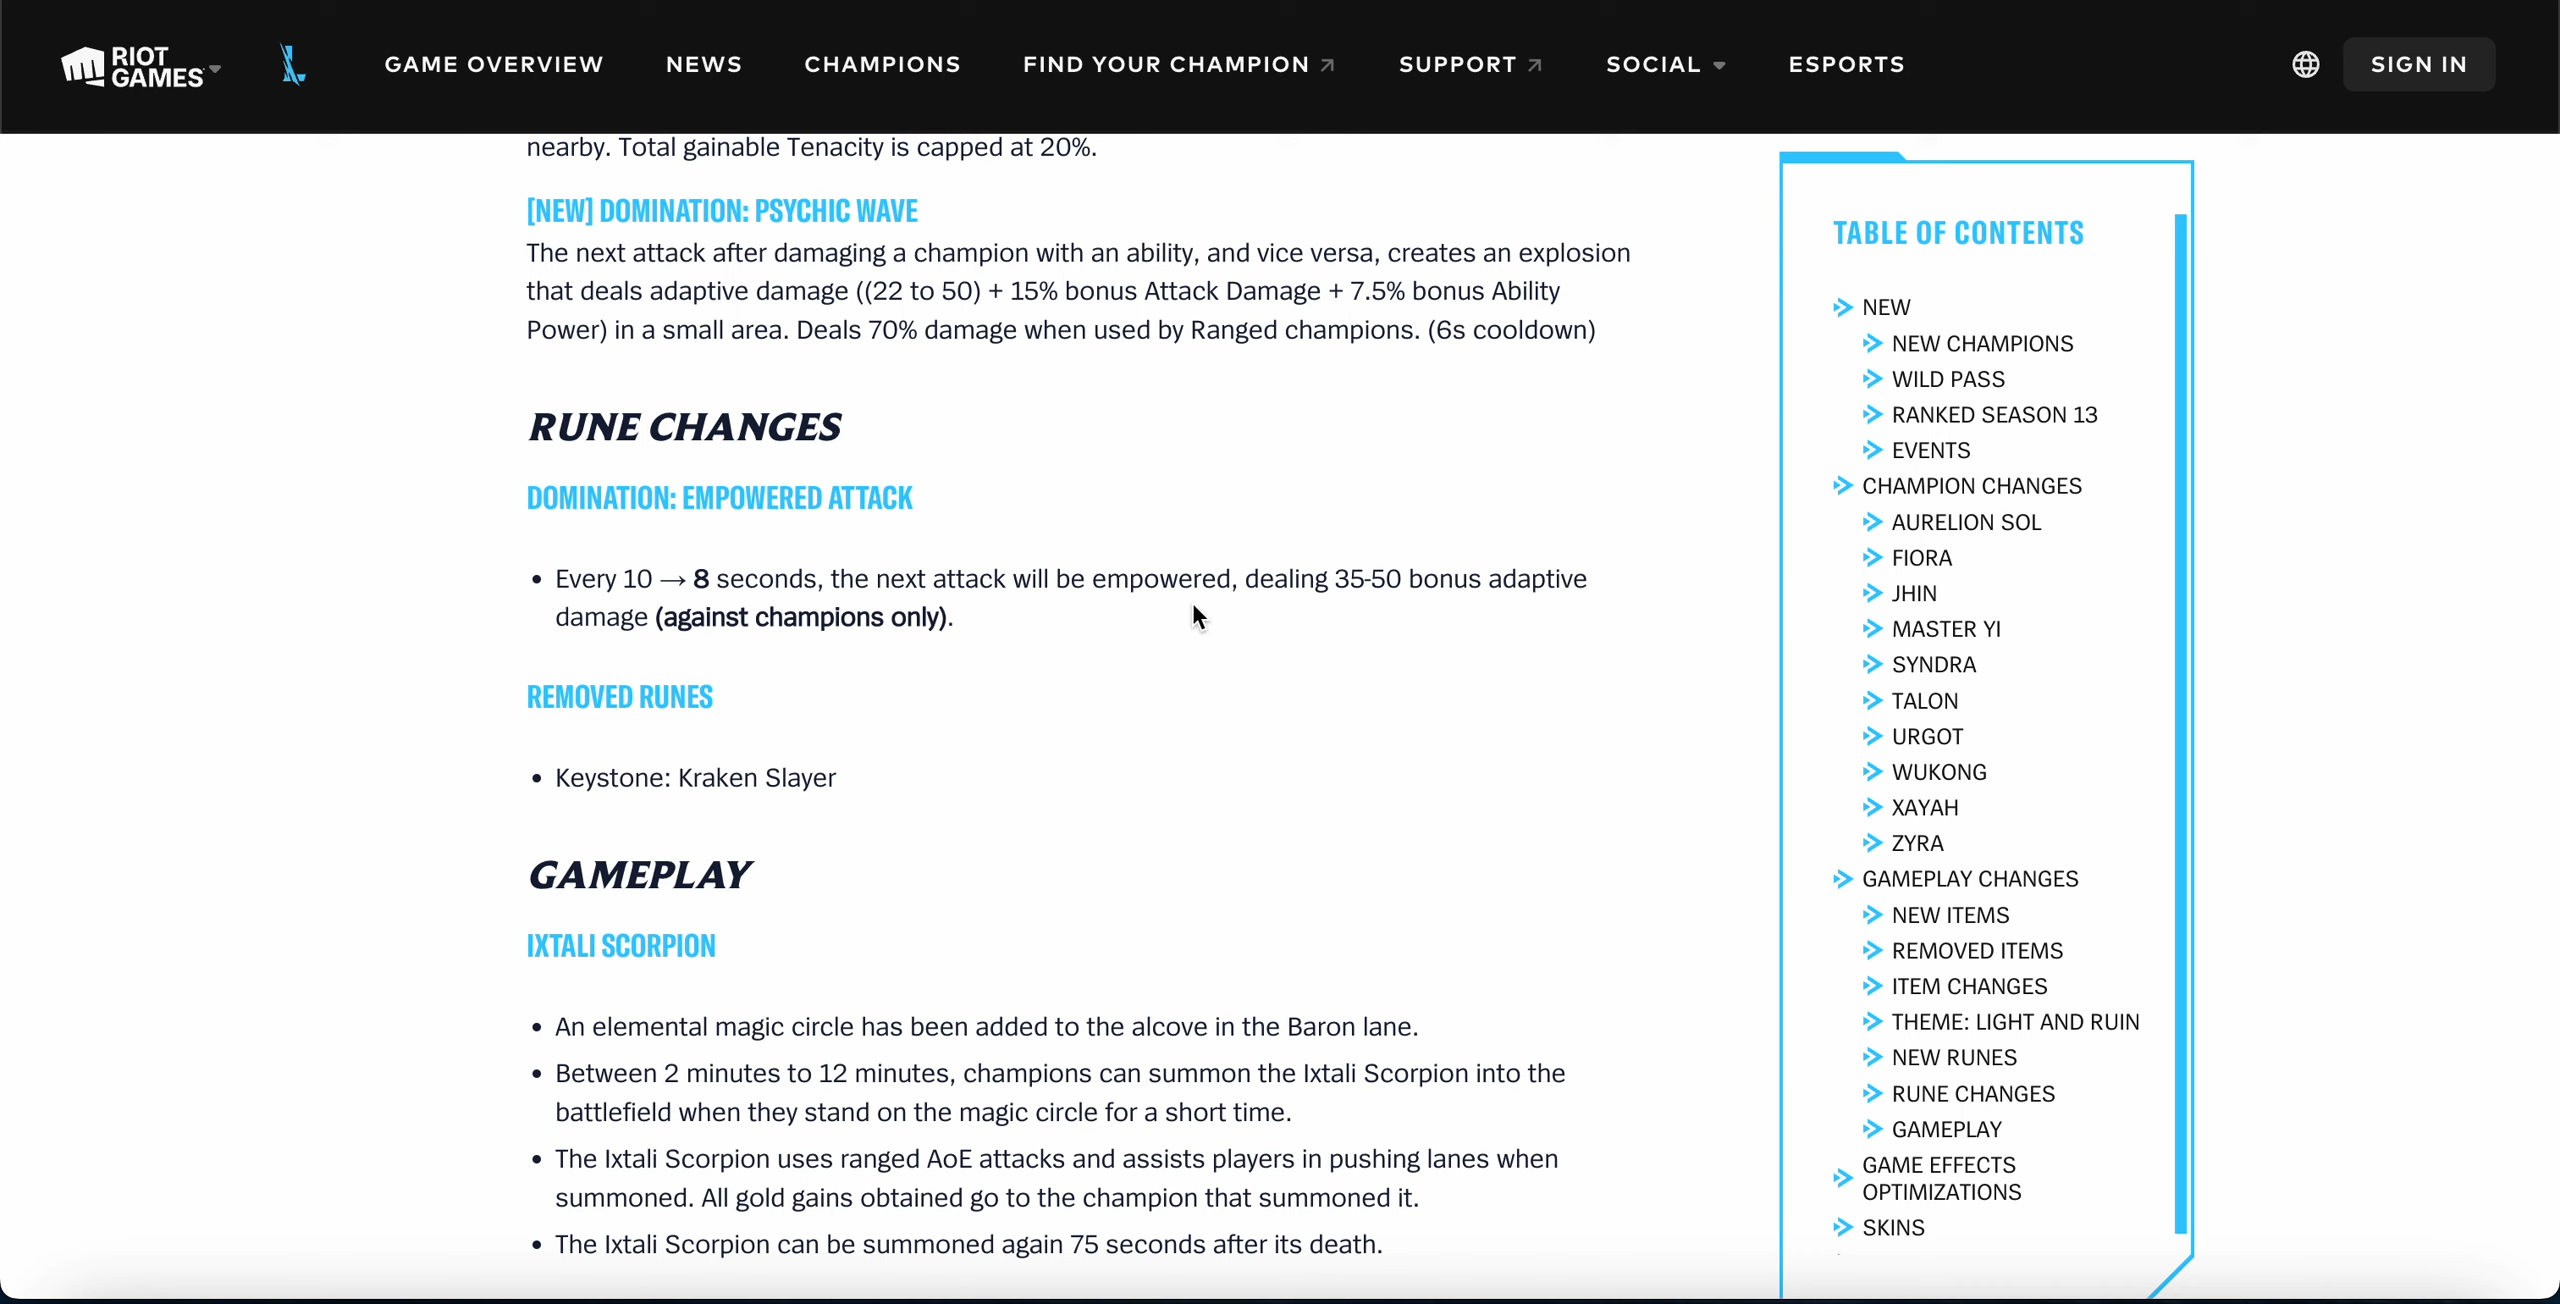 RIOT GAMES
GAME OVERVIEW
NEWS
CHAMPIONS
FIND YOUR CHAMPION
SUPPORT
SOCIAL
ESPORTS
SIGN IN
nearby. Total gainable Tenacity is capped at 20%.
[NEW] DOMINATION: PSYCHIC WAVE
The next attack after damaging a champion with an ability, and vice versa, creates an explosion
that deals adaptive damage ((22 to 50) + 15% bonus Attack Damage + 7.5% bonus Ability
Power) in a small area. Deals 70% damage when used by Ranged champions. (6s cooldown)
RUNE CHANGES
DOMINATION: EMPOWERED ATTACK
• Every 10 → 8 seconds, the next attack will be empowered, dealing 35-50 bonus adaptive
damage (against champions only).
REMOVED RUNES
• Keystone: Kraken Slayer
GAMEPLAY
IXTALI SCORPION
• An elemental magic circle has been added to the alcove in the Baron lane.
• Between 2 minutes to 12 minutes, champions can summon the Ixtali Scorpion into the
battlefield when they stand on the magic circle for a short time.
• The Ixtali Scorpion uses ranged AoE attacks and assists players in pushing lanes when
summoned. All gold gains obtained go to the champion that summoned it.
• The Ixtali Scorpion can be summoned again 75 seconds after its death.
TABLE OF CONTENTS
NEW
NEW CHAMPIONS
WILD PASS
RANKED SEASON 13
EVENTS
CHAMPION CHANGES
AURELION SOL
FIORA
JHIN
MASTER YI
SYNDRA
TALON
URGOT
WUKONG
XAYAH
ZYRA
GAMEPLAY CHANGES
NEW ITEMS
REMOVED ITEMS
ITEM CHANGES
THEME: LIGHT AND RUIN
NEW RUNES
RUNE CHANGES
GAMEPLAY
GAME EFFECTS
OPTIMIZATIONS
SKINS